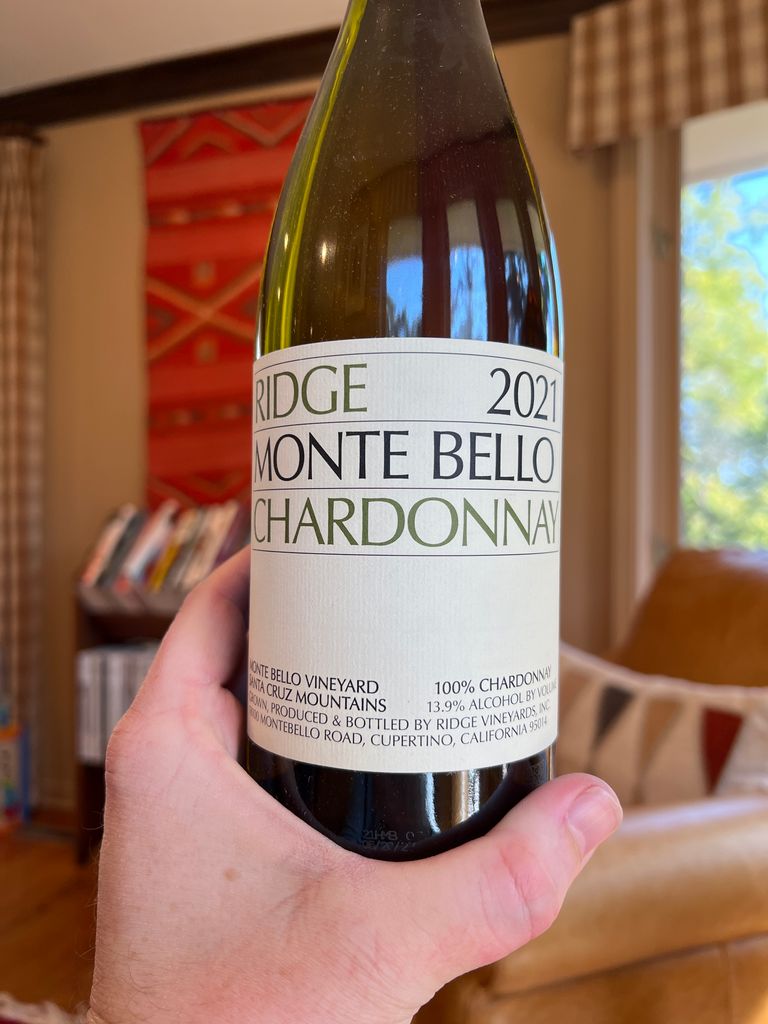 RIDGE 2021
MONTE BELLO
CHARDONNAY
MONTE BELLO VINEYARD 100% CHARDONNAY
SANTA CRUZ MOUNTAINS 13.9% ALCOHOL BY VOLUME
GROWN, PRODUCED & BOTTLED BY RIDGE VINEYARDS, INC.
MONTEBELLO ROAD, CUPERTINO, CALIFORNIA 95014
21HMB